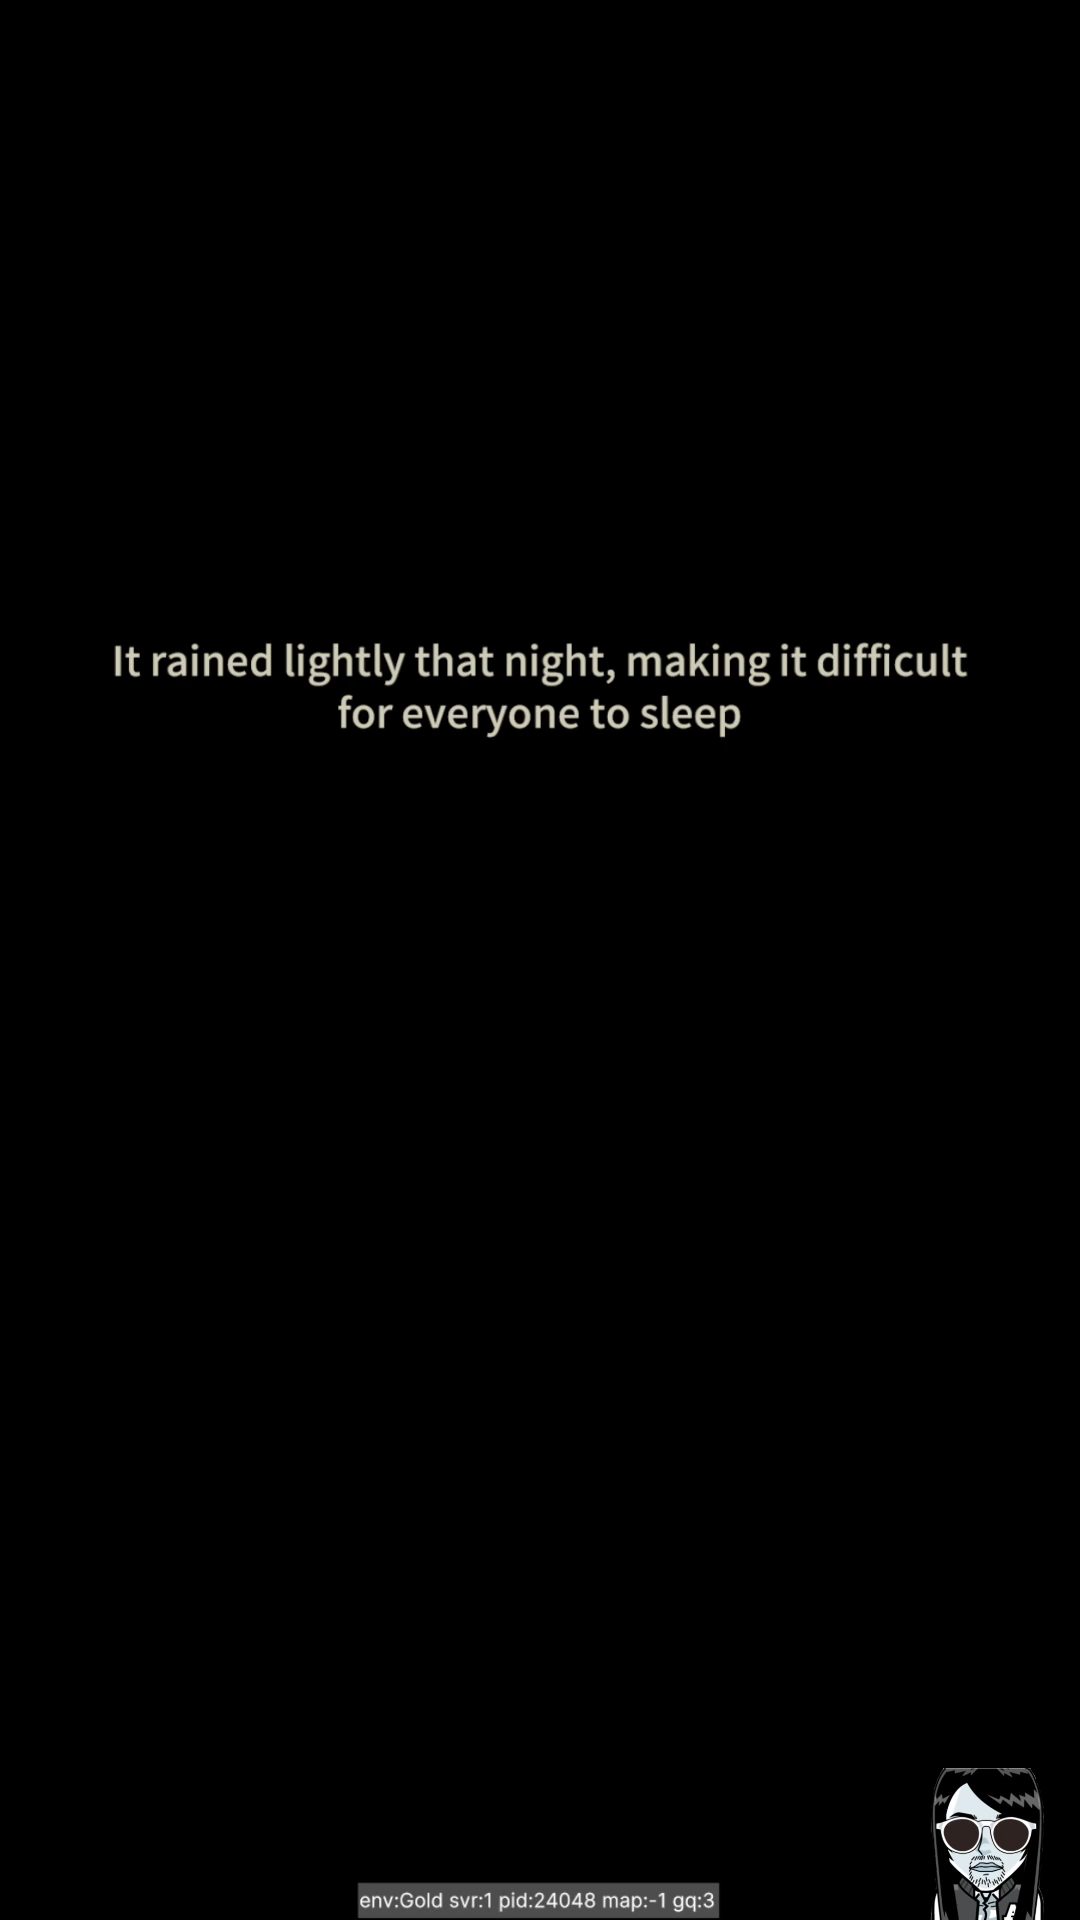 It rained lightly that night, making it difficult
for everyone to sleep
env:Gold svr:1 pid:24048 map:-1 gq:3